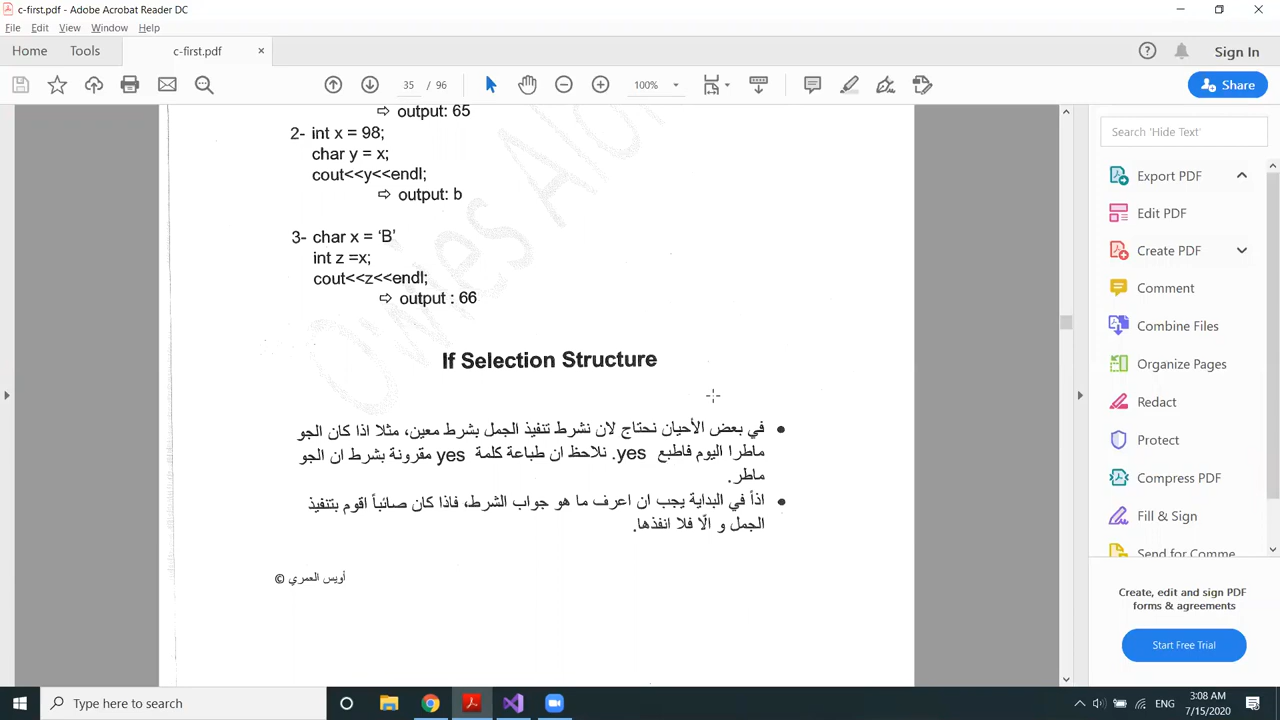 c-first.pdf - Adobe Acrobat Reader DC
File Edit View Window Help
Home Tools c-first.pdf × Sign In
35 / 96 100% Share
⇨ output: 65
2- int x = 98;
char y = x;
cout<<y<<endl;
⇨ output: b
3- char x = ‘B’
int z =x;
cout<<z<<endl;
⇨ output : 66
If Selection Structure
● في بعض الأحيان نحتاج لان نشرط تنفيذ الجمل بشرط معين، مثلا اذا كان الجو
ماطرا اليوم فاطبع yes. نلاحظ ان طباعة كلمة yes مقرونة بشرط ان الجو
ماطر.
● اذاً في البداية يجب ان اعرف ما هو جواب الشرط، فاذا كان صائباً اقوم بتنفيذ
الجمل و الّا فلا انفذها.
أويس العمري ©
Search 'Hide Text'
Export PDF
Edit PDF
Create PDF
Comment
Combine Files
Organize Pages
Redact
Protect
Compress PDF
Fill & Sign
Send for Comme
Create, edit and sign PDF
forms & agreements
Start Free Trial
Type here to search
ENG
3:08 AM
7/15/2020